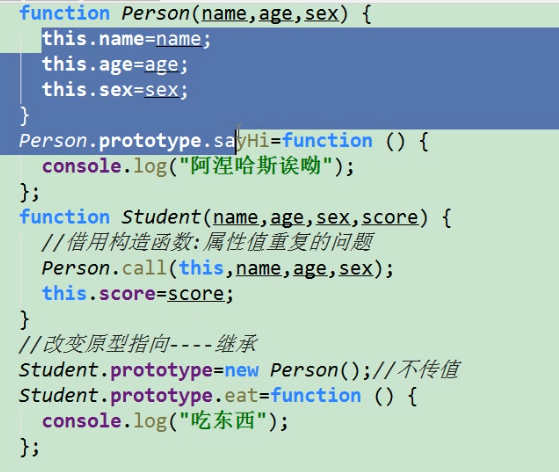 function Person(name,age,sex) {
this.name=name;
this.age=age;
this.sex=sex;
}
Person.prototype.sayHi=function () {
console.log("阿涅哈斯诶呦");
};
function Student(name,age,sex,score) {
//借用构造函数:属性值重复的问题
Person.call(this,name,age,sex);
this.score=score;
}
//改变原型指向----继承
Student.prototype=new Person();//不传值
Student.prototype.eat=function () {
console.log("吃东西");
};